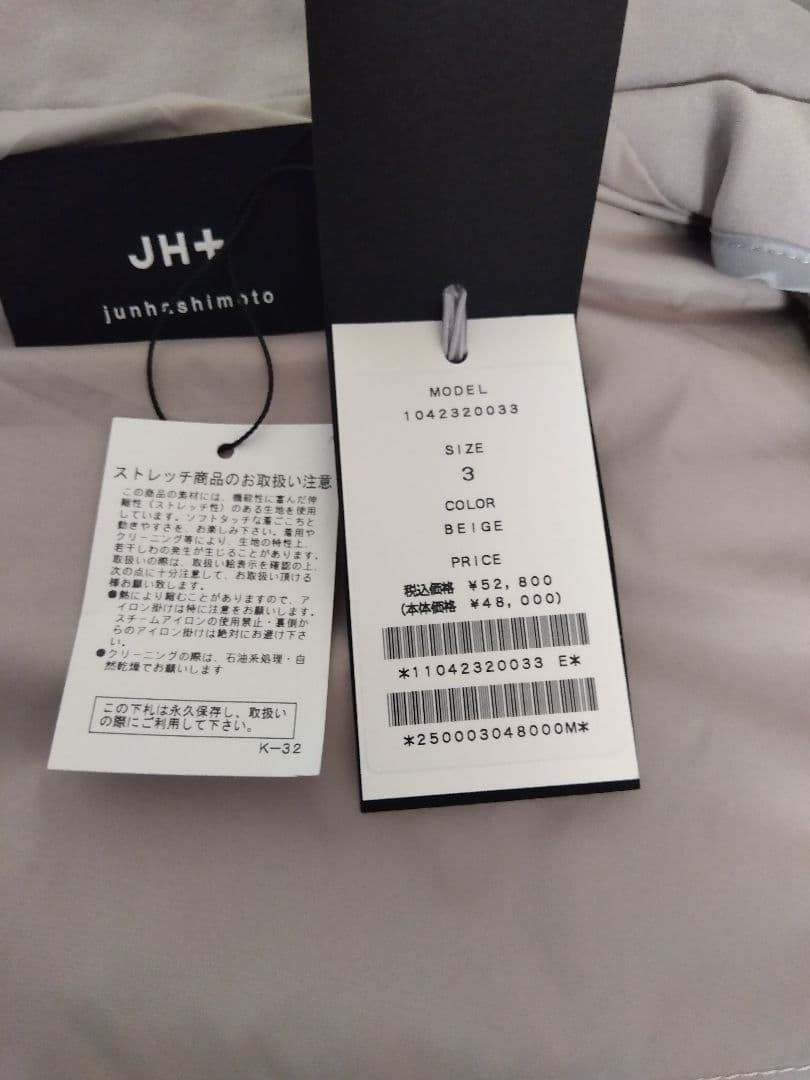 JH+
junhashimoto
ストレッチ商品のお取扱い注意
この商品の素材には、機能性に富んだ伸
縮性（ストレッチ性）のある生地を使用
しています。ソフトタッチな着ごこちと
動きやすさを、お楽しみ下さい。着用や
クリーニング等により、生地の特性上、
若干しわの発生が生じることがあります。
取扱いの際は、取扱い絵表示を確認の上、
次の点に十分注意して、お取扱い頂ける
様お願い致します。
●熱により縮むことがありますので、ア
イロン掛けは特に注意をお願いします。
スチームアイロンの使用禁止・裏側か
らのアイロン掛けは絶対にお避け下さ
い。
●クリーニングの際は、石油系処理・自
然乾燥でお願いします
この下札は永久保存し、取扱い
の際にご利用して下さい。
K-32
MODEL
1042320033
SIZE
3
COLOR
BEIGE
PRICE
税込価格 ¥52,800
(本体価格 ¥48,000)
*11042320033 E*
*250003048000M*